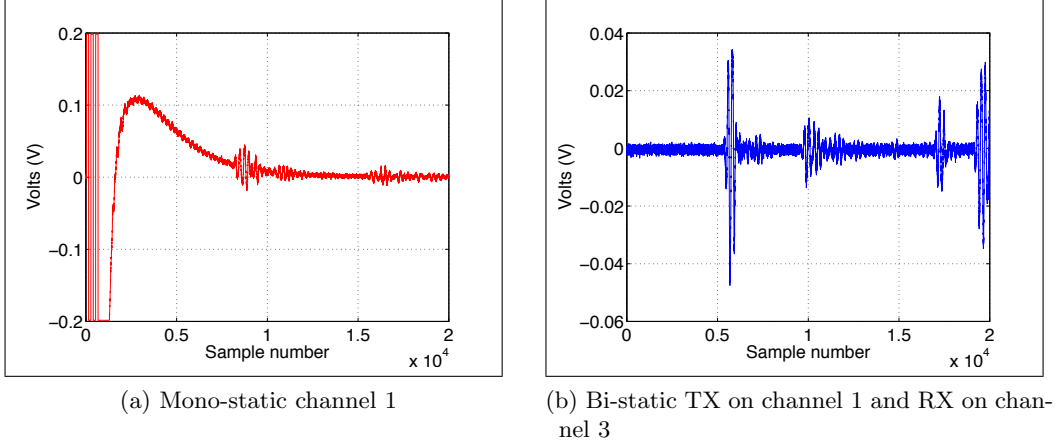 0.2
0.1
0
−0.1
−0.2
Volts (V)
0
0.5
1
1.5
2
Sample number
x 10^4
(a) Mono-static channel 1
0.04
0.02
0
−0.02
−0.04
−0.06
Volts (V)
0
0.5
1
1.5
2
Sample number
x 10^4
(b) Bi-static TX on channel 1 and RX on chan-
nel 3